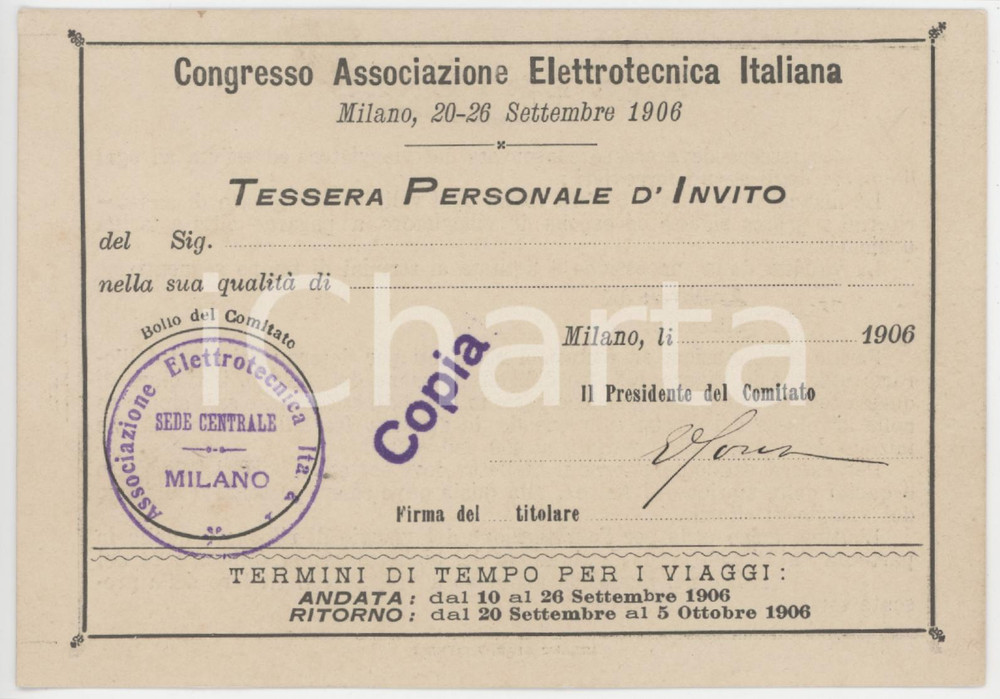 Congresso Associazione Elettrotecnica Italiana
Milano, 20-26 Settembre 1906
TESSERA PERSONALE D' INVITO
del Sig.
nella sua qualità di
Bollo del Comitato
Associazione Elettrotecnica Ita
SEDE CENTRALE
MILANO
Copia
iCharta
Milano, li 1906
Il Presidente del Comitato
Firma del titolare
TERMINI DI TEMPO PER I VIAGGI:
ANDATA: dal 10 al 26 Settembre 1906
RITORNO: dal 20 Settembre al 5 Ottobre 1906